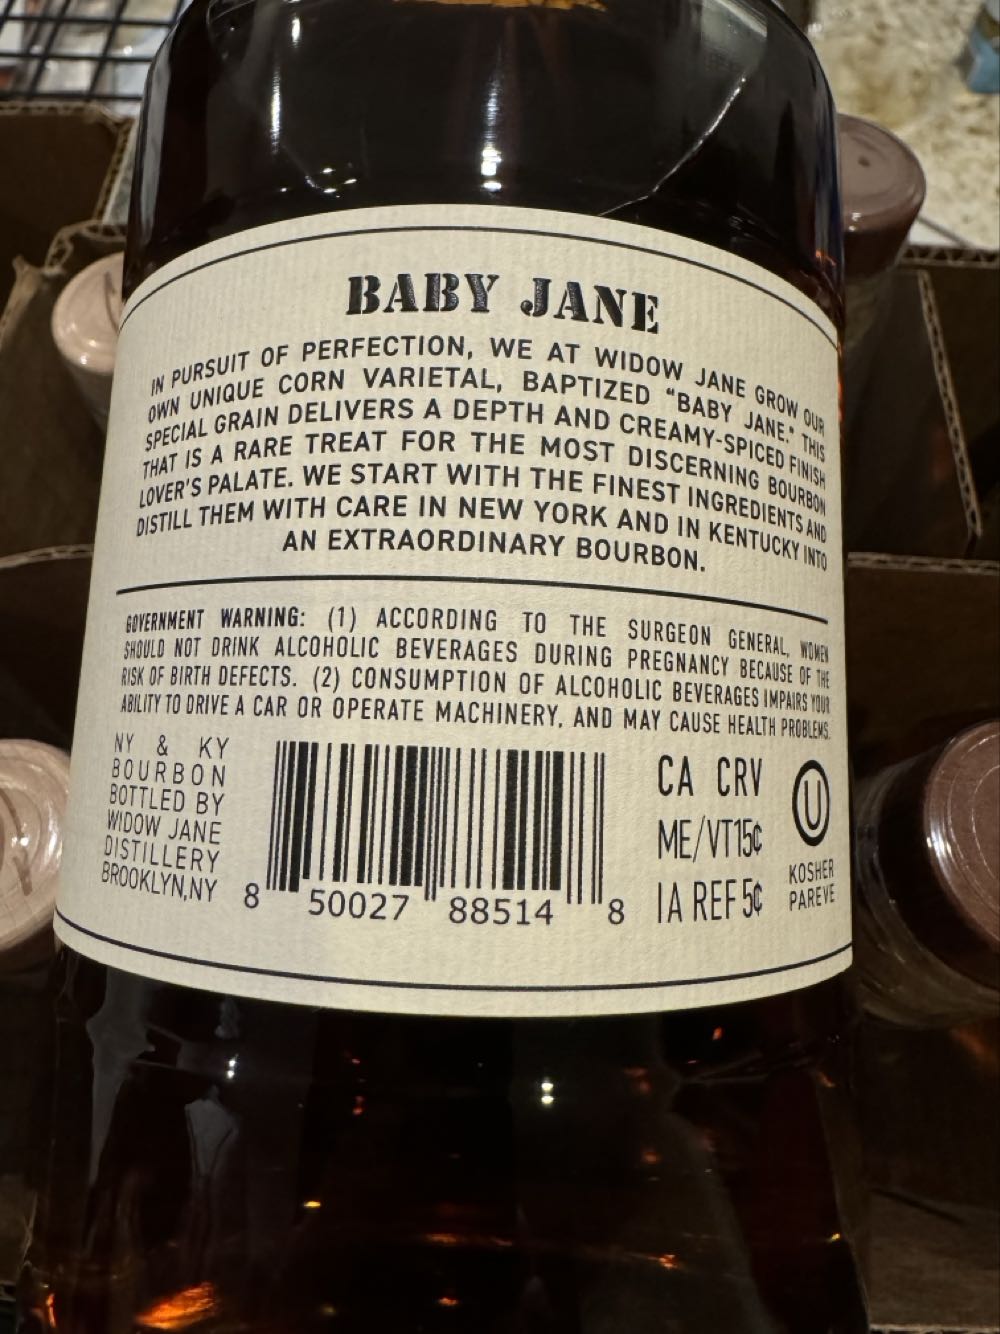 BABY JANE
IN PURSUIT OF PERFECTION, WE AT WIDOW JANE GROW OUR
OWN UNIQUE CORN VARIETAL, BAPTIZED "BABY JANE." THIS
SPECIAL GRAIN DELIVERS A DEPTH AND CREAMY-SPICED FINISH
THAT IS A RARE TREAT FOR THE MOST DISCERNING BOURBON
LOVER'S PALATE. WE START WITH THE FINEST INGREDIENTS AND
DISTILL THEM WITH CARE IN NEW YORK AND IN KENTUCKY INTO
AN EXTRAORDINARY BOURBON.
GOVERNMENT WARNING: (1) ACCORDING TO THE SURGEON GENERAL, WOMEN
SHOULD NOT DRINK ALCOHOLIC BEVERAGES DURING PREGNANCY BECAUSE OF THE
RISK OF BIRTH DEFECTS. (2) CONSUMPTION OF ALCOHOLIC BEVERAGES IMPAIRS YOUR
ABILITY TO DRIVE A CAR OR OPERATE MACHINERY, AND MAY CAUSE HEALTH PROBLEMS.
NY & KY
BOURBON
BOTTLED BY
WIDOW JANE
DISTILLERY
BROOKLYN,NY
8 50027 88514 8
CA CRV
ME/VT15¢
IA REF 5¢
U
KOSHER
PAREVE